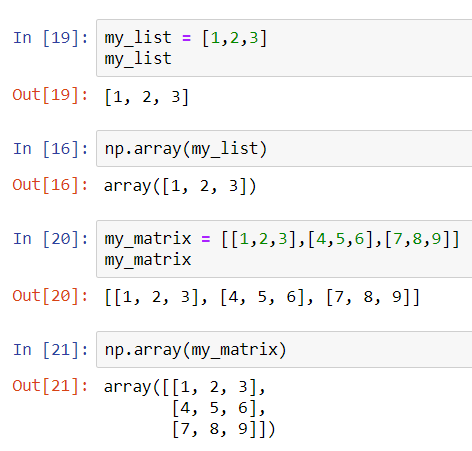 In [19]: my_list = [1,2,3]
my_list
Out[19]: [1, 2, 3]
In [16]: np.array(my_list)
Out[16]: array([1, 2, 3])
In [20]: my_matrix = [[1,2,3],[4,5,6],[7,8,9]]
my_matrix
Out[20]: [[1, 2, 3], [4, 5, 6], [7, 8, 9]]
In [21]: np.array(my_matrix)
Out[21]: array([[1, 2, 3],
[4, 5, 6],
[7, 8, 9]])